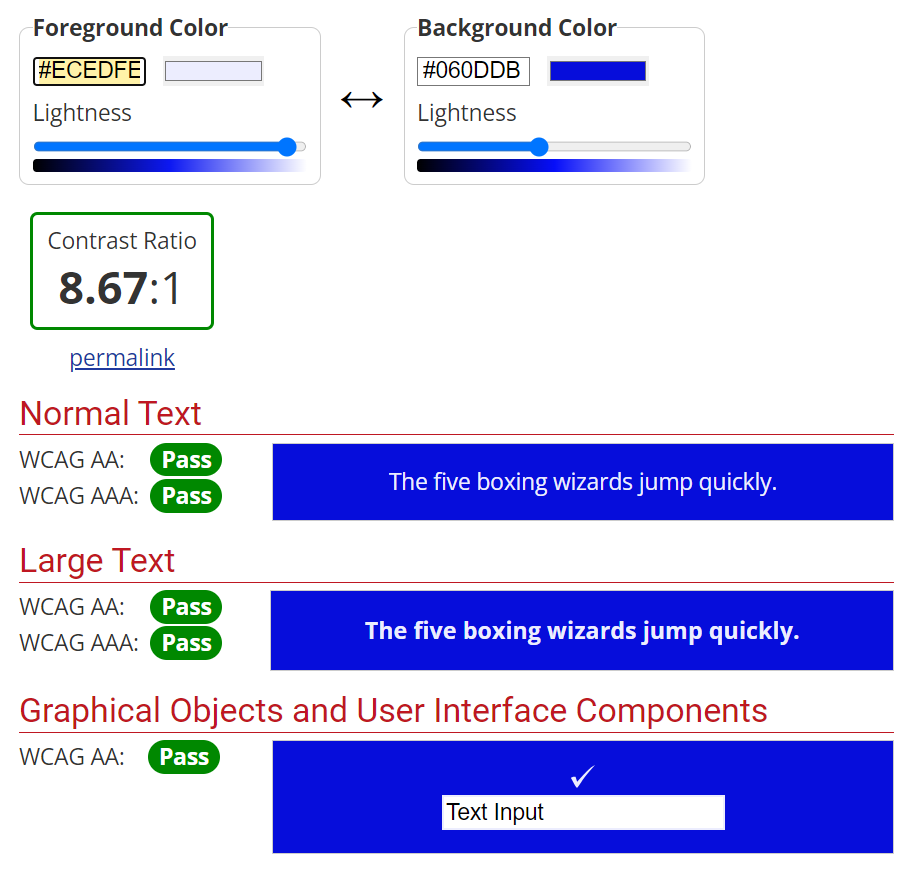 Foreground Color
#ECEDFE
Lightness
Background Color
#060DDB
Lightness
Contrast Ratio
8.67:1
permalink
Normal Text
WCAG AA: Pass
WCAG AAA: Pass
The five boxing wizards jump quickly.
Large Text
WCAG AA: Pass
WCAG AAA: Pass
The five boxing wizards jump quickly.
Graphical Objects and User Interface Components
WCAG AA: Pass
Text Input